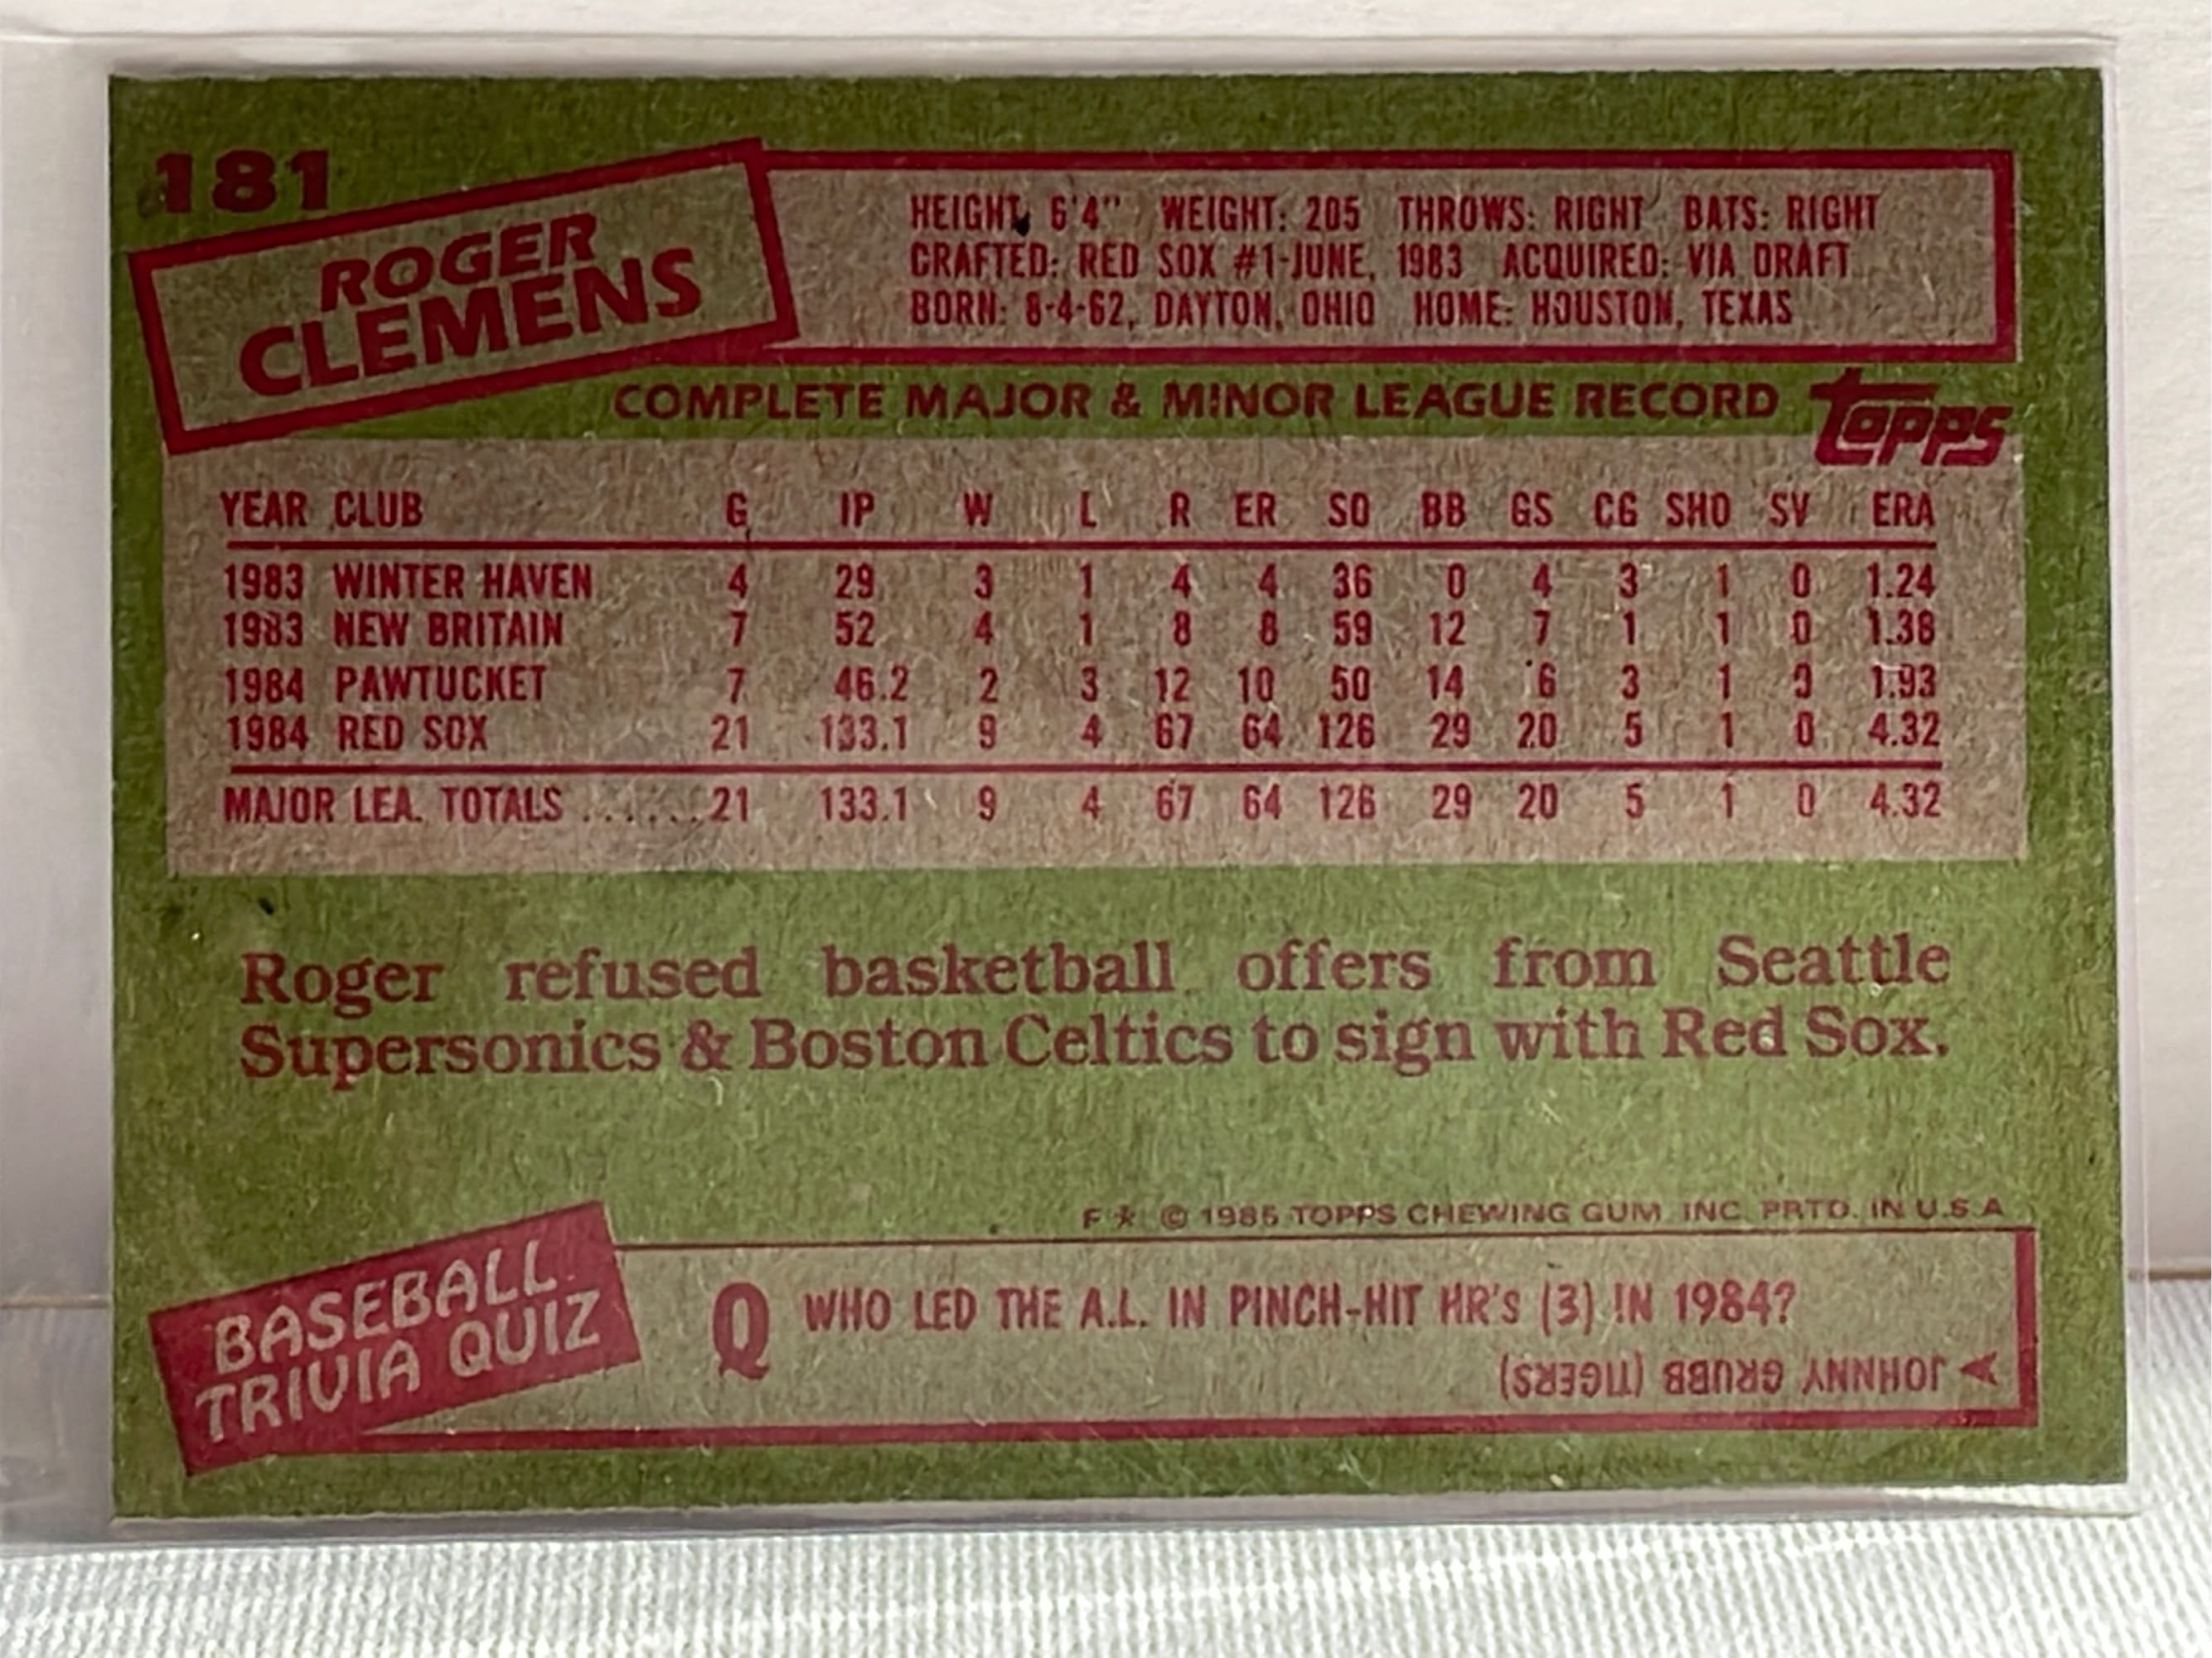 181
ROGER
CLEMENS
HEIGHT: 6'4" WEIGHT: 205 THROWS: RIGHT BATS: RIGHT
CRAFTED: RED SOX #1-JUNE, 1983 ACQUIRED: VIA DRAFT
BORN: 8-4-62, DAYTON, OHIO HOME: HOUSTON, TEXAS
COMPLETE MAJOR & MINOR LEAGUE RECORD topps
YEAR CLUB G IP W L R ER SO BB GS CG SHO SV ERA
1983 WINTER HAVEN 4 29 3 1 4 4 36 0 4 3 1 0 1.24
1983 NEW BRITAIN 7 52 4 1 8 8 59 12 7 1 1 0 1.38
1984 PAWTUCKET 7 46.2 2 3 12 10 50 14 6 3 1 0 1.93
1984 RED SOX 21 133.1 9 4 67 64 126 29 20 5 1 0 4.32
MAJOR LEA. TOTALS ......21 133.1 9 4 67 64 126 29 20 5 1 0 4.32
Roger refused basketball offers from Seattle
Supersonics & Boston Celtics to sign with Red Sox.
F * © 1985 TOPPS CHEWING GUM, INC. PRTD. IN U.S.A
BASEBALL
TRIVIA QUIZ
Q WHO LED THE A.L. IN PINCH-HIT HR's (3) IN 1984?
JOHNNY GRUBB (TIGERS)